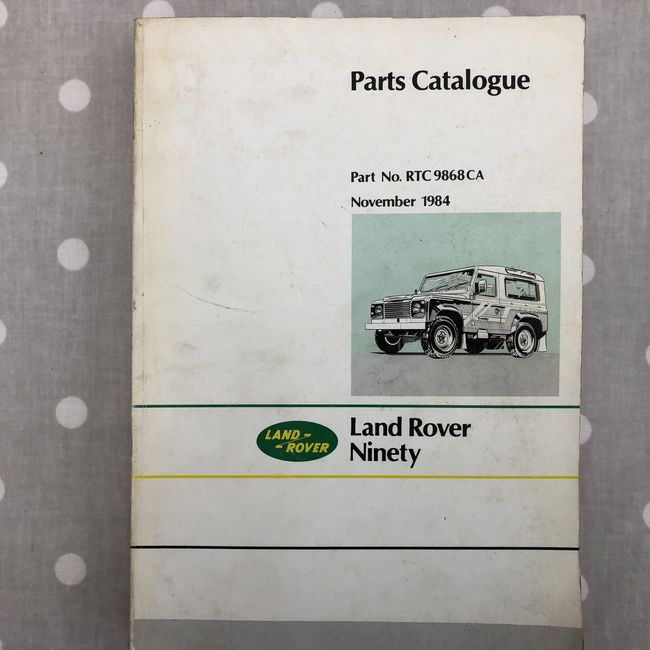 Parts Catalogue
Part No. RTC 9868 CA
November 1984
LAND
ROVER
Land Rover
Ninety